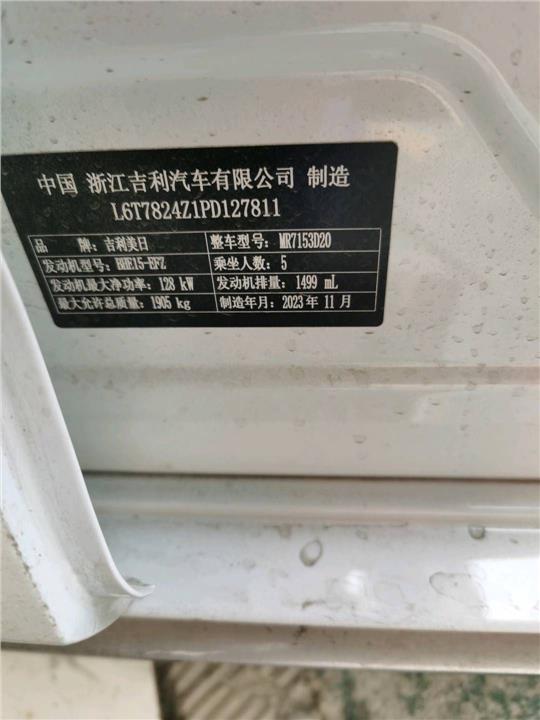 中国 浙江吉利汽车有限公司 制造
L6T7824Z1PD127811
品 牌：吉利美日 整车型号：MR7153D20
发动机型号：BHE15-EFZ 乘坐人数：5
发动机最大净功率：128 kW 发动机排量：1499 mL
最大允许总质量：1905 kg 制造年月：2023 年 11 月